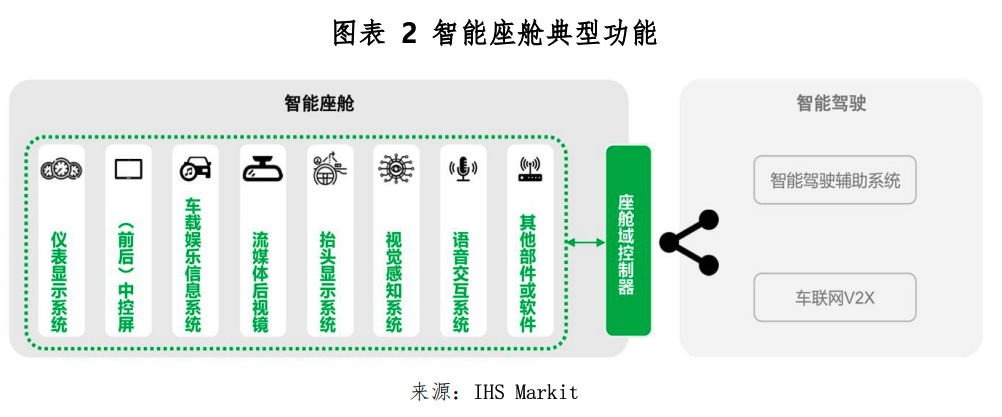 图表 2 智能座舱典型功能
智能座舱
仪表显示系统
（前后）中控屏
车载娱乐信息系统
流媒体后视镜
抬头显示系统
视觉感知系统
语音交互系统
其他部件或软件
座舱域控制器
智能驾驶
智能驾驶辅助系统
车联网V2X
来源：IHS Markit